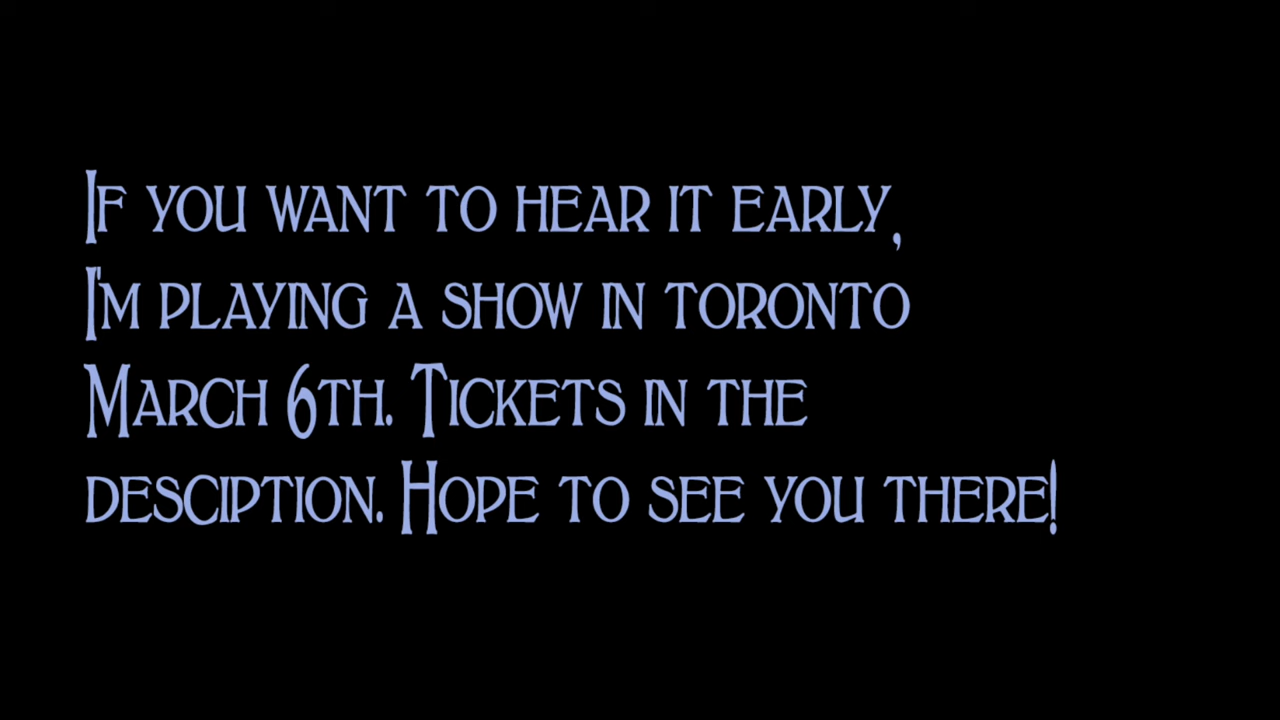 If you want to hear it early,
I'm playing a show in toronto
March 6th. Tickets in the
desciption. Hope to see you there!